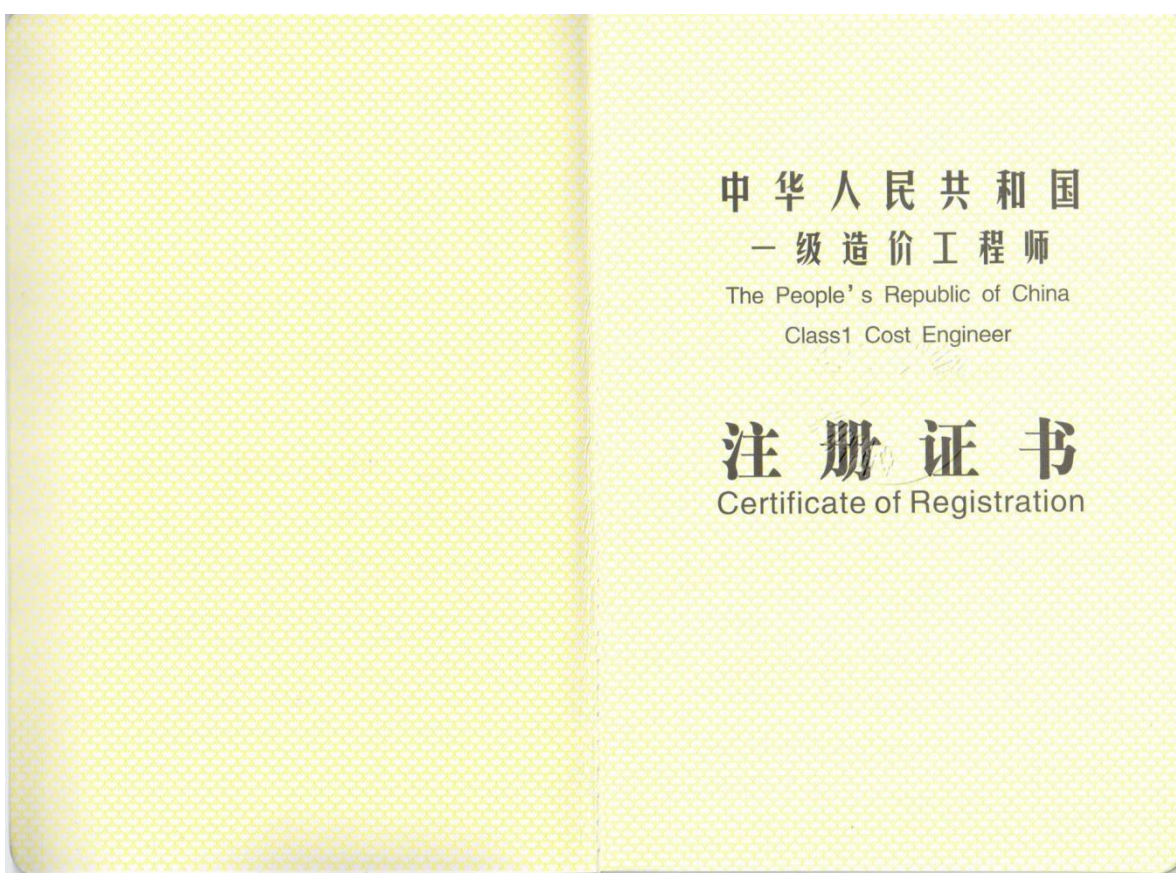 中华人民共和国
一级造价工程师
The People's Republic of China
Class1 Cost Engineer
注册证书
Certificate of Registration